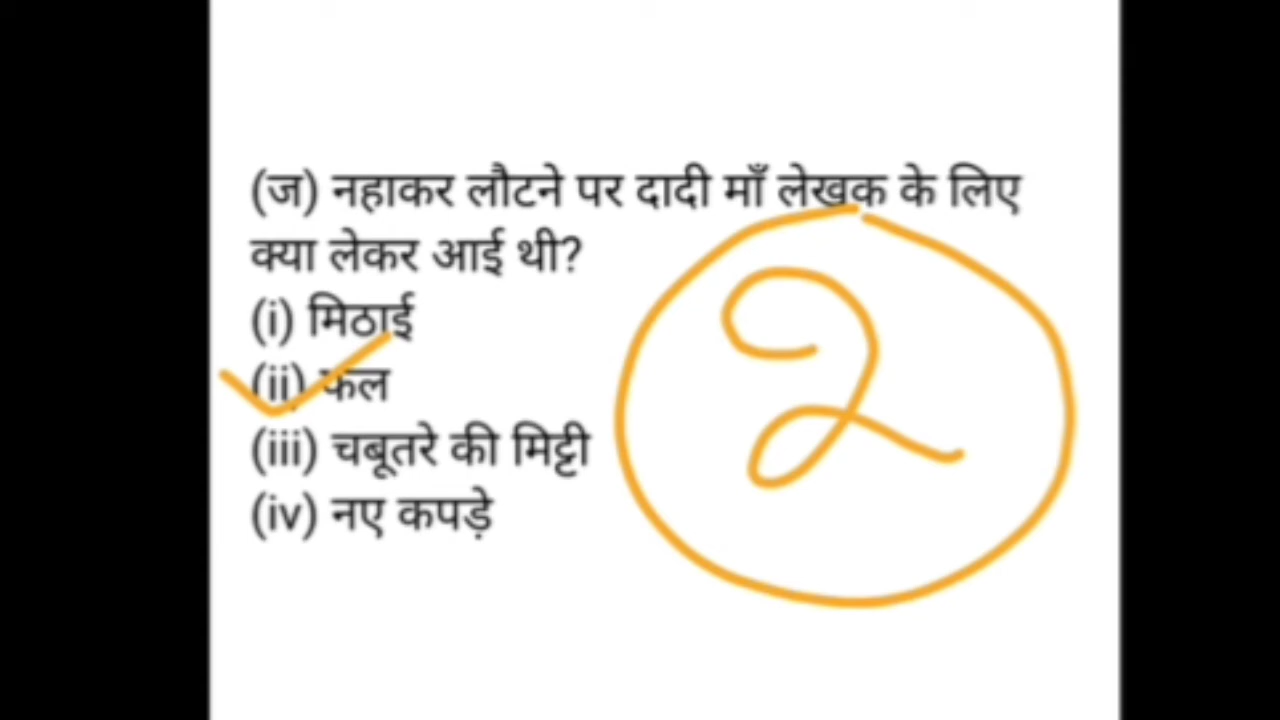 (ज) नहाकर लौटने पर दादी माँ लेखक के लिए
क्या लेकर आई थी?
(i) मिठाई
(ii) फल
(iii) चबूतरे की मिट्टी
(iv) नए कपड़े
2